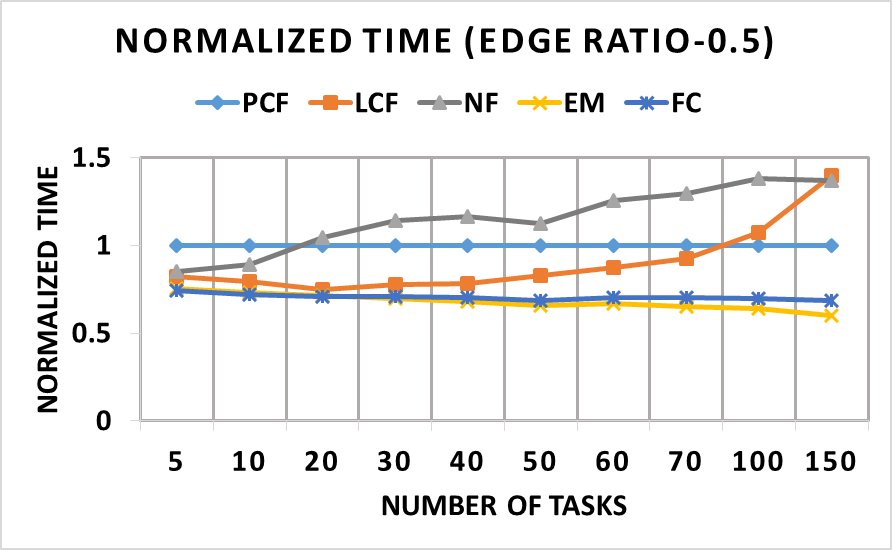 NORMALIZED TIME (EDGE RATIO-0.5)
PCF LCF NF EM FC
NORMALIZED TIME
1.5
1
0.5
0
5 10 20 30 40 50 60 70 100 150
NUMBER OF TASKS